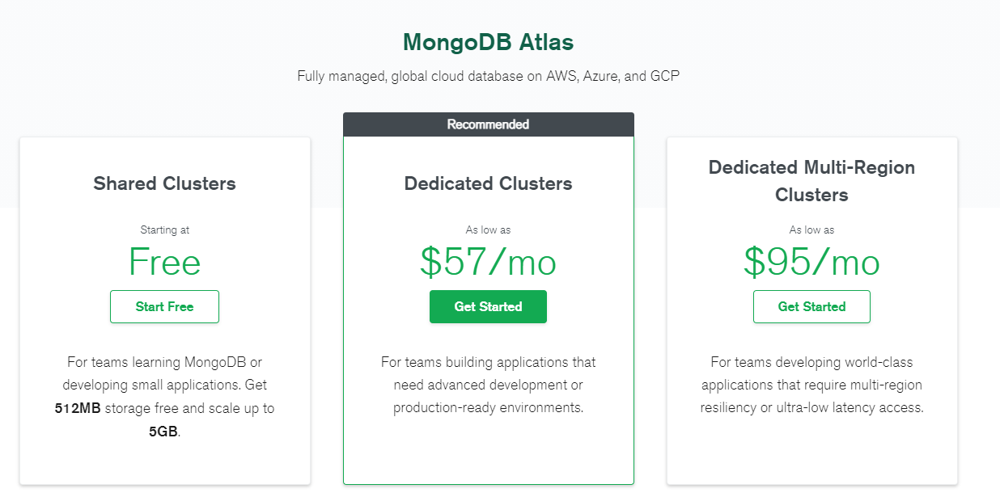 MongoDB Atlas
Fully managed, global cloud database on AWS, Azure, and GCP
Shared Clusters
Starting at
Free
Start Free
For teams learning MongoDB or
developing small applications. Get
512MB storage free and scale up to
5GB.
Recommended
Dedicated Clusters
As low as
$57/mo
Get Started
For teams building applications that
need advanced development or
production-ready environments.
Dedicated Multi-Region
Clusters
As low as
$95/mo
Get Started
For teams developing world-class
applications that require multi-region
resiliency or ultra-low latency access.